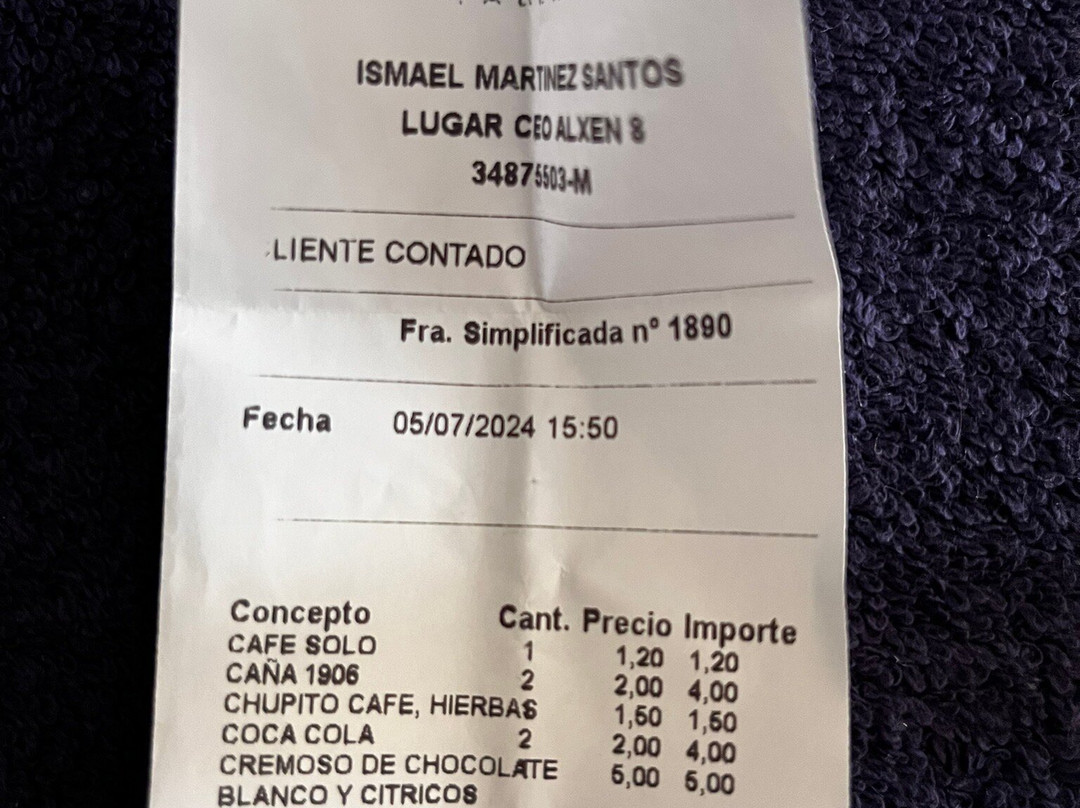 ISMAEL MARTINEZ SANTOS
LUGAR CEO ALXEN 8
34875503-M
LIENTE CONTADO
Fra. Simplificada nº 1890
Fecha 05/07/2024 15:50
Concepto Cant. Precio Importe
CAFE SOLO 1 1,20 1,20
CAÑA 1906 2 2,00 4,00
CHUPITO CAFE, HIERBAS 1,50 1,50
COCA COLA 2 2,00 4,00
CREMOSO DE CHOCOLATE 5,00 5,00
BLANCO Y CITRICOS